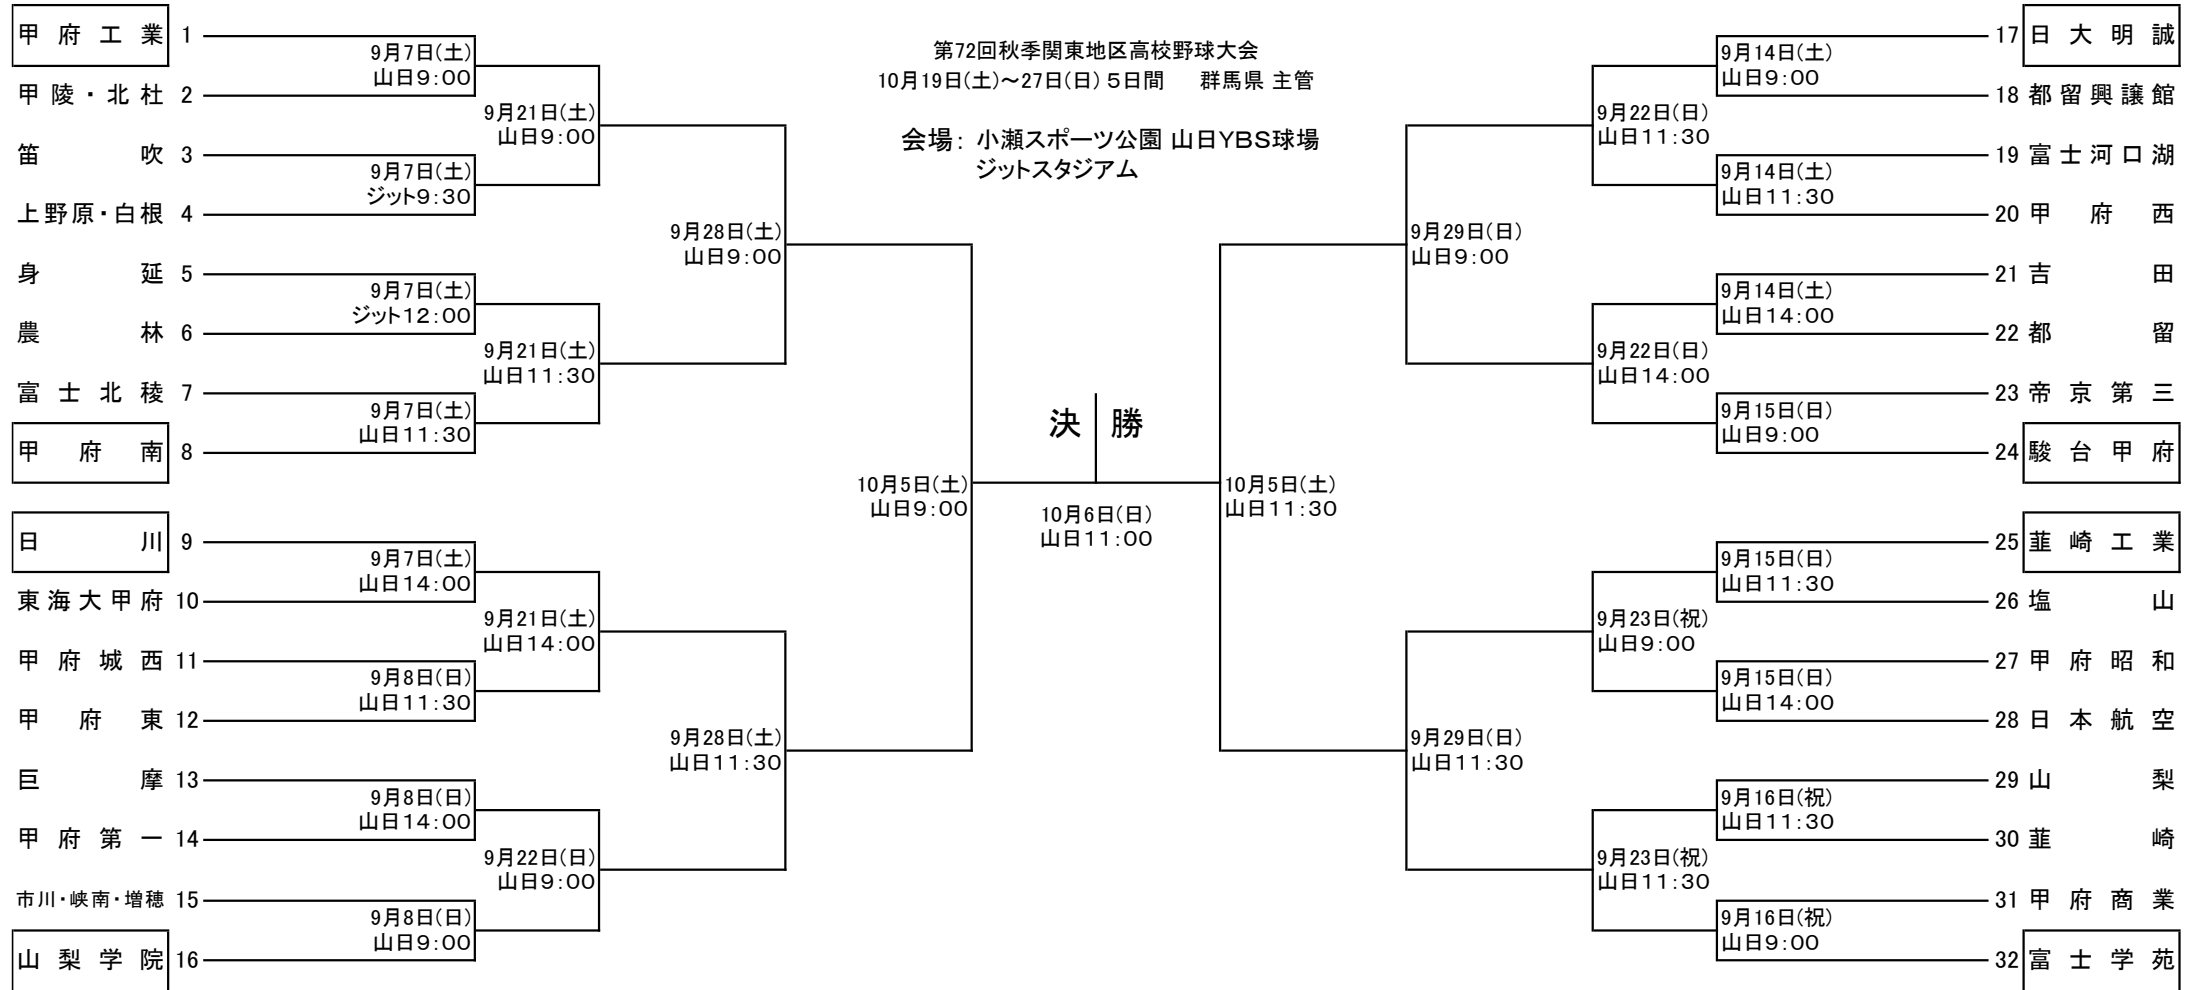 第72回秋季関東地区高校野球大会
10月19日(土)～27日(日) 5日間　群馬県 主管
会場: 小瀬スポーツ公園 山日YBS球場
ジットスタジアム
甲府工業 1
9月7日(土)
山日9:00
甲陵・北杜 2
9月21日(土)
山日9:00
笛吹 3
9月7日(土)
ジット9:30
上野原・白根 4
9月28日(土)
山日9:00
身延 5
9月7日(土)
ジット12:00
農林 6
9月21日(土)
山日11:30
富士北稜 7
9月7日(土)
山日11:30
甲府南 8
10月5日(土)
山日9:00
日川 9
9月7日(土)
山日14:00
東海大甲府 10
9月21日(土)
山日14:00
甲府城西 11
9月8日(日)
山日11:30
甲府東 12
9月28日(土)
山日11:30
巨摩 13
9月8日(日)
山日14:00
甲府第一 14
9月22日(日)
山日9:00
市川・峡南・増穂 15
9月8日(日)
山日9:00
山梨学院 16
決勝
10月6日(日)
山日11:00
17 日大明誠
9月14日(土)
山日9:00
18 都留興譲館
9月22日(日)
山日11:30
19 富士河口湖
9月14日(土)
山日11:30
20 甲府西
9月29日(日)
山日9:00
21 吉田
9月14日(土)
山日14:00
22 都留
9月22日(日)
山日14:00
23 帝京第三
9月15日(日)
山日9:00
24 駿台甲府
10月5日(土)
山日11:30
25 韮崎工業
9月15日(日)
山日11:30
26 塩山
9月23日(祝)
山日9:00
27 甲府昭和
9月15日(日)
山日14:00
28 日本航空
9月29日(日)
山日11:30
29 山梨
9月16日(祝)
山日11:30
30 韮崎
9月23日(祝)
山日11:30
31 甲府商業
9月16日(祝)
山日9:00
32 富士学苑